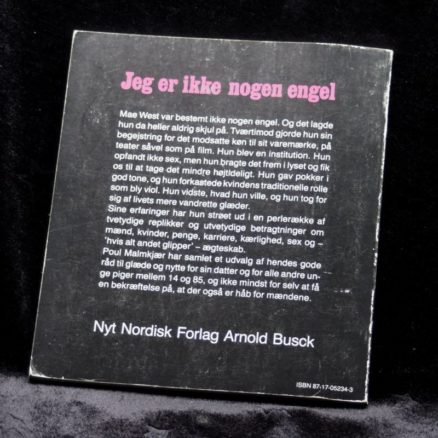 Jeg er ikke nogen engel
Mae West var bestemt ikke nogen engel. Og det lagde
hun da heller aldrig skjul på. Tværtimod gjorde hun sin
begejstring for det modsatte køn til sit varemærke, på
teater såvel som på film. Hun blev en institution. Hun
opfandt ikke sex, men hun bragte det frem i lyset og fik
os til at tage det mindre højtideligt. Hun gav pokker i
god tone, og hun forkastede kvindens traditionelle rolle
som bly viol. Hun vidste, hvad hun ville, og hun tog for
sig af livets mere vandrette glæder.
Sine erfaringer har hun strøet ud i en perlerække af
tvetydige replikker og utvetydige betragtninger om
mænd, kvinder, penge, karriere, kærlighed, sex og –
'hvis alt andet glipper' – ægteskab.
Poul Malmkjær har samlet et udvalg af hendes gode
råd til glæde og nytte for sin datter og for alle andre un-
ge piger mellem 14 og 85, og ikke mindst for selv at få
en bekræftelse på, at der også er håb for mændene.
Nyt Nordisk Forlag Arnold Busck
ISBN 87-17-05234-3